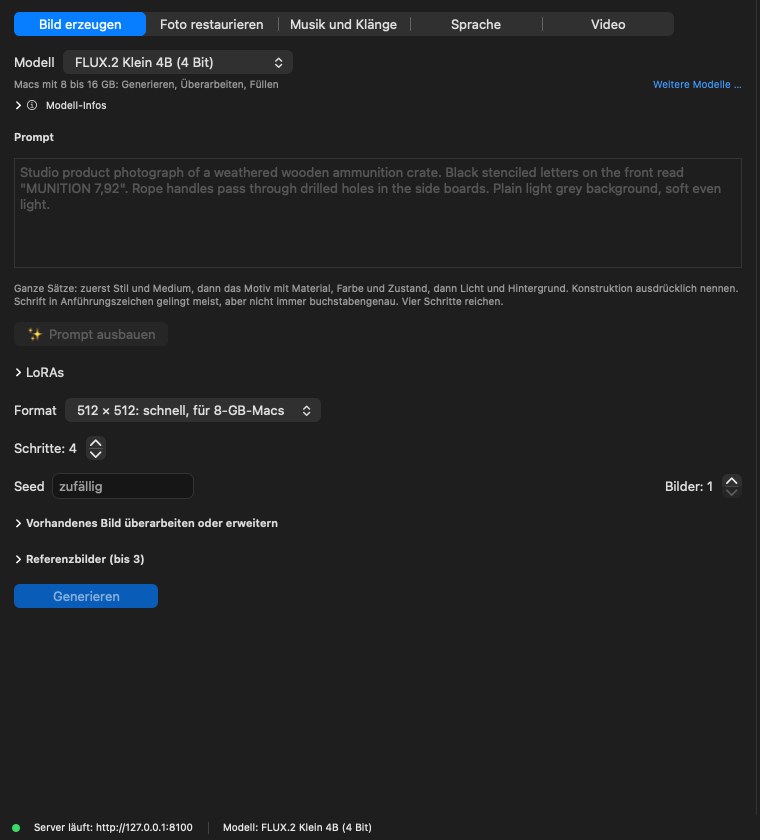 Bild erzeugen
Foto restaurieren
Musik und Klänge
Sprache
Video
Modell FLUX.2 Klein 4B (4 Bit)
Macs mit 8 bis 16 GB: Generieren, Überarbeiten, Füllen
Weitere Modelle ...
Modell-Infos
Prompt
Studio product photograph of a weathered wooden ammunition crate. Black stenciled letters on the front read
"MUNITION 7,92". Rope handles pass through drilled holes in the side boards. Plain light grey background, soft even
light.
Ganze Sätze: zuerst Stil und Medium, dann das Motiv mit Material, Farbe und Zustand, dann Licht und Hintergrund. Konstruktion ausdrücklich nennen.
Schrift in Anführungszeichen gelingt meist, aber nicht immer buchstabengenau. Vier Schritte reichen.
✨ Prompt ausbauen
LoRAs
Format 512 × 512: schnell, für 8-GB-Macs
Schritte: 4
Seed zufällig
Bilder: 1
Vorhandenes Bild überarbeiten oder erweitern
Referenzbilder (bis 3)
Generieren
Server läuft: http://127.0.0.1:8100
Modell: FLUX.2 Klein 4B (4 Bit)